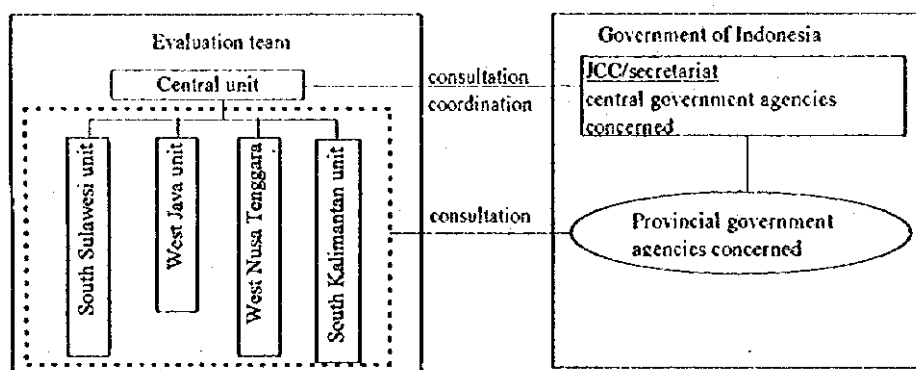 Evaluation team
Central unit
South Sulawesi unit
West Java unit
West Nusa Tenggara
South Kalimantan unit
consultation
coordination
consultation
Government of Indonesia
JCC/secretariat
central government agencies
concerned
Provincial government
agencies concerned